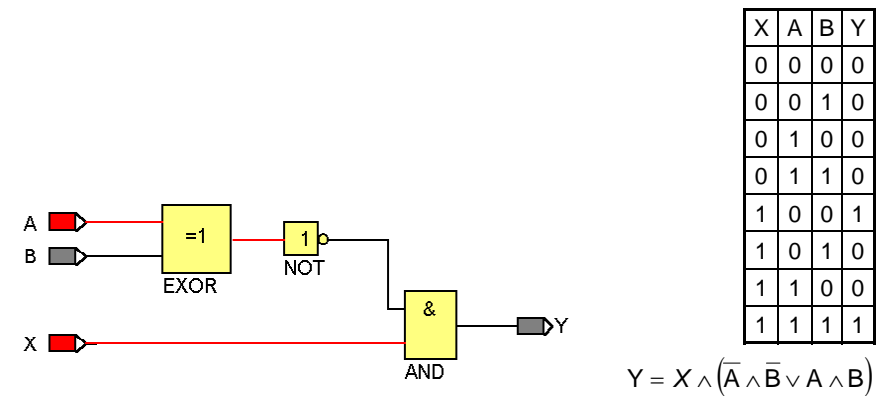 X A B Y
0 0 0 0
0 0 1 0
0 1 0 0
0 1 1 0
1 0 0 1
1 0 1 0
1 1 0 0
1 1 1 1
A
B
=1
EXOR
1
NOT
X
&
AND
Y
Y = X ∧ (A̅ ∧ B̅ ∨ A ∧ B)